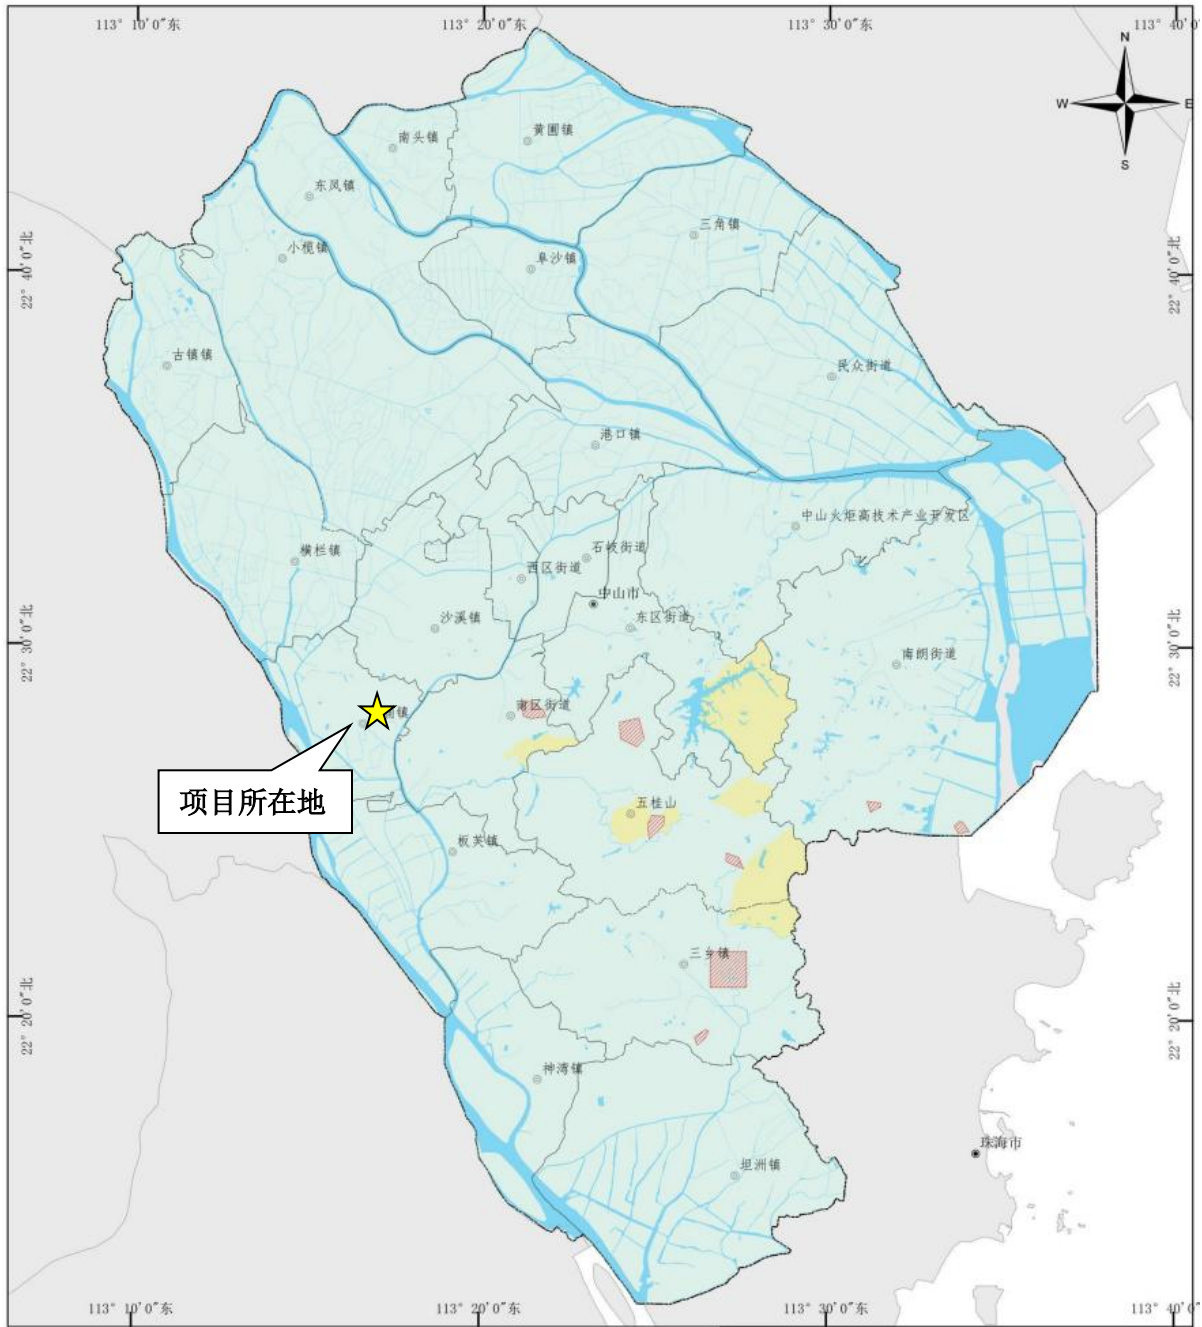 113° 10′0″东
113° 20′0″东
113° 30′0″东
113° 40′0″
N
W
E
S
南头镇
黄圃镇
东凤镇
三角镇
小榄镇
阜沙镇
22° 40′0″北
22° 40′0″北
古镇镇
民众街道
港口镇
中山火炬高技术产业开发区
横栏镇
石岐街道
西区街道
中山市
沙溪镇
东区街道
22° 30′0″北
22° 30′0″北
南朗街道
镇
南区街道
项目所在地
五桂山
板芙镇
三乡镇
22° 20′0″北
22° 20′0″北
神湾镇
珠海市
坦洲镇
113° 10′0″东
113° 20′0″东
113° 30′0″东
113° 40′0